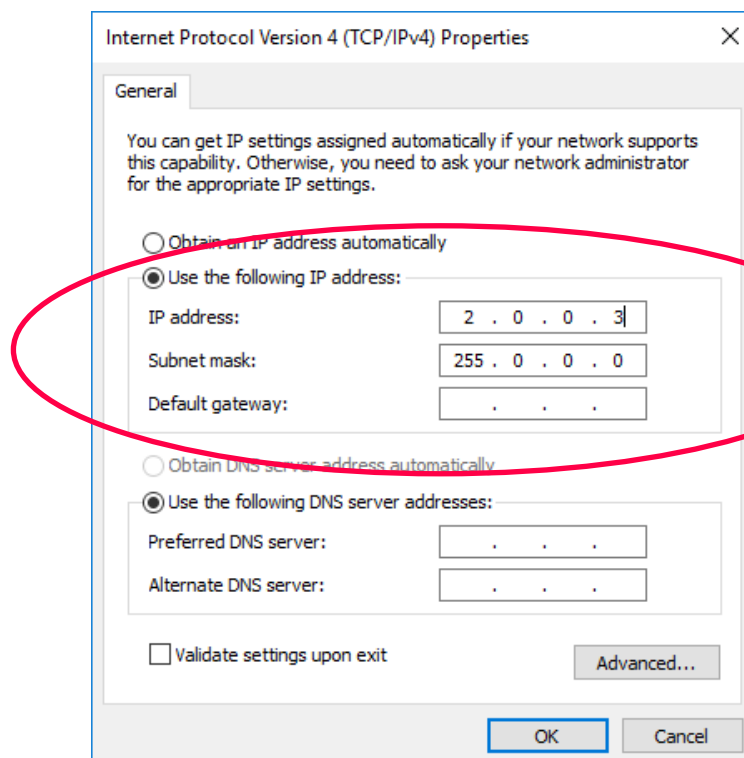 Internet Protocol Version 4 (TCP/IPv4) Properties
General
You can get IP settings assigned automatically if your network supports
this capability. Otherwise, you need to ask your network administrator
for the appropriate IP settings.
Obtain an IP address automatically
Use the following IP address:
IP address: 2 . 0 . 0 . 3
Subnet mask: 255 . 0 . 0 . 0
Default gateway: . . .
Obtain DNS server address automatically
Use the following DNS server addresses:
Preferred DNS server: . . .
Alternate DNS server: . . .
Validate settings upon exit
Advanced...
OK Cancel